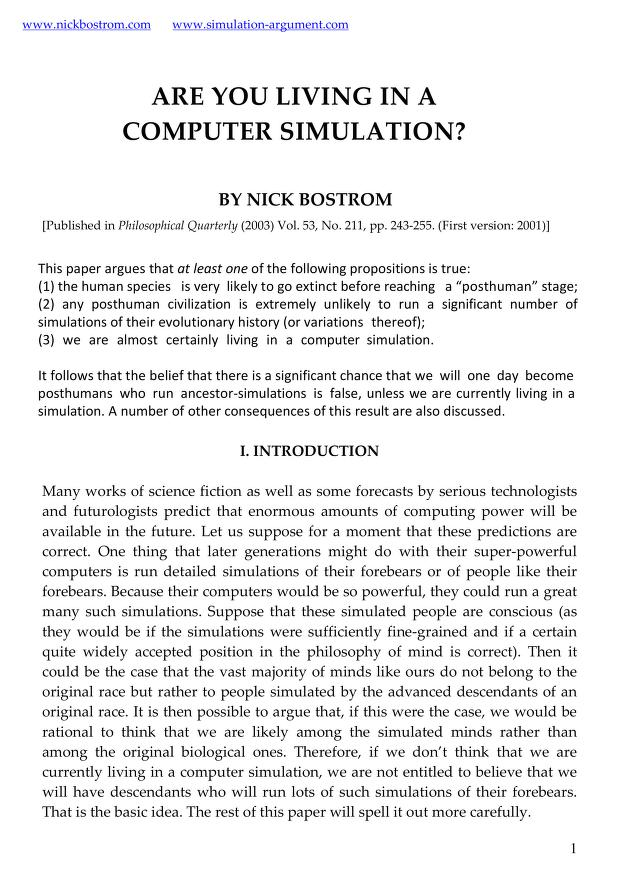 www.nickbostrom.com www.simulation-argument.com
ARE YOU LIVING IN A
COMPUTER SIMULATION?
BY NICK BOSTROM
[Published in Philosophical Quarterly (2003) Vol. 53, No. 211, pp. 243-255. (First version: 2001)]
This paper argues that at least one of the following propositions is true:
(1) the human species is very likely to go extinct before reaching a “posthuman” stage;
(2) any posthuman civilization is extremely unlikely to run a significant number of
simulations of their evolutionary history (or variations thereof);
(3) we are almost certainly living in a computer simulation.
It follows that the belief that there is a significant chance that we will one day become
posthumans who run ancestor-simulations is false, unless we are currently living in a
simulation. A number of other consequences of this result are also discussed.
I. INTRODUCTION
Many works of science fiction as well as some forecasts by serious technologists
and futurologists predict that enormous amounts of computing power will be
available in the future. Let us suppose for a moment that these predictions are
correct. One thing that later generations might do with their super-powerful
computers is run detailed simulations of their forebears or of people like their
forebears. Because their computers would be so powerful, they could run a great
many such simulations. Suppose that these simulated people are conscious (as
they would be if the simulations were sufficiently fine-grained and if a certain
quite widely accepted position in the philosophy of mind is correct). Then it
could be the case that the vast majority of minds like ours do not belong to the
original race but rather to people simulated by the advanced descendants of an
original race. It is then possible to argue that, if this were the case, we would be
rational to think that we are likely among the simulated minds rather than
among the original biological ones. Therefore, if we don’t think that we are
currently living in a computer simulation, we are not entitled to believe that we
will have descendants who will run lots of such simulations of their forebears.
That is the basic idea. The rest of this paper will spell it out more carefully.
1